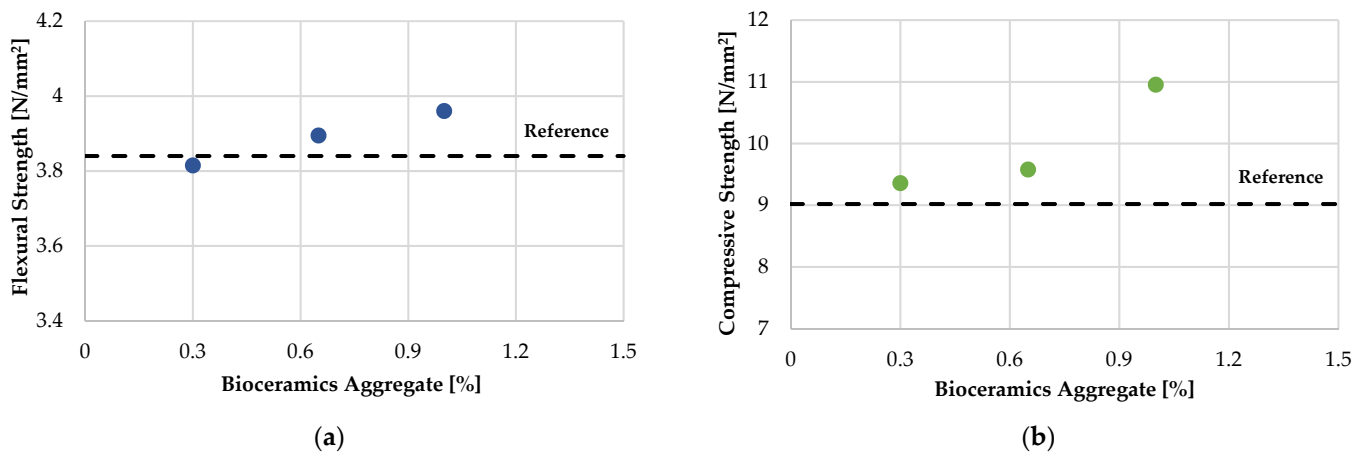 Flexural Strength [N/mm²]
4.2
4
3.8
3.6
3.4
0 0.3 0.6 0.9 1.2 1.5
Reference
Bioceramics Aggregate [%]
(a)
Compressive Strength [N/mm²]
12
11
10
9
8
7
0 0.3 0.6 0.9 1.2 1.5
Reference
Bioceramics Aggregate [%]
(b)